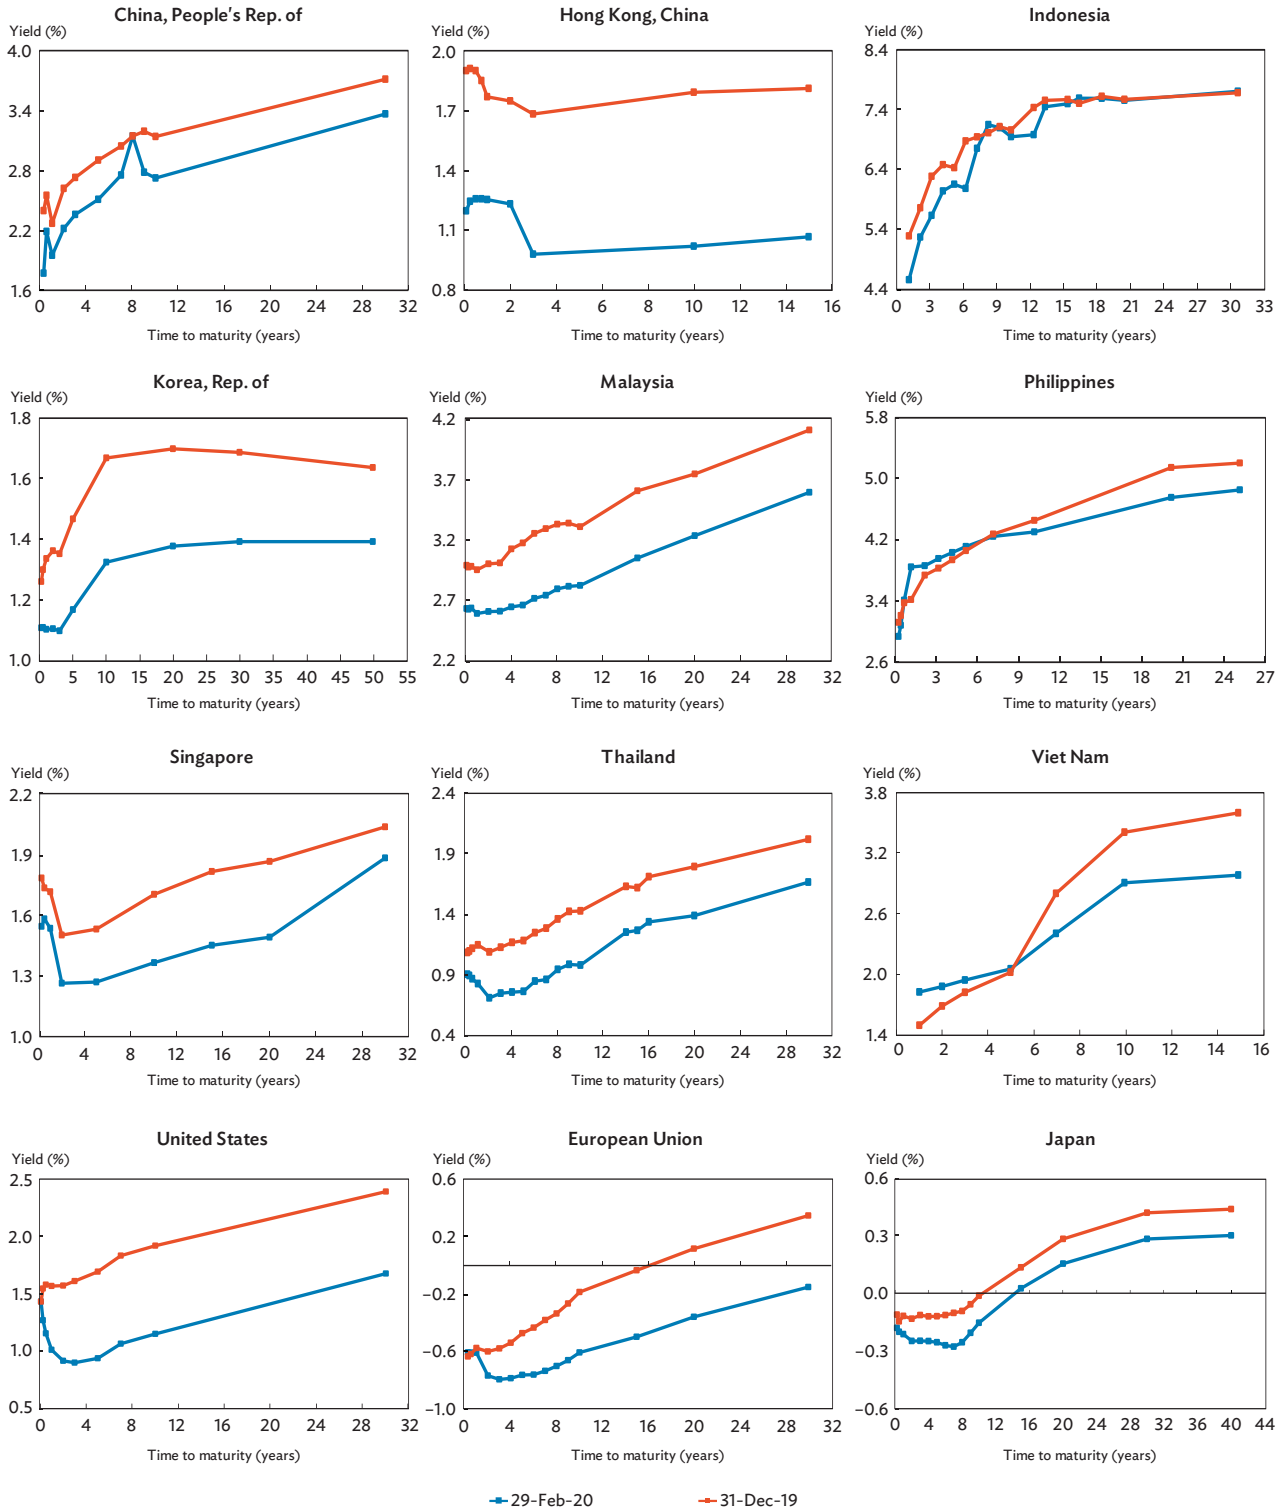 China, People's Rep. of
Yield (%)
4.0
3.4
2.8
2.2
1.6
0 4 8 12 16 20 24 28 32
Time to maturity (years)
Hong Kong, China
Yield (%)
2.0
1.7
1.4
1.1
0.8
0 2 4 6 8 10 12 14 16
Time to maturity (years)
Indonesia
Yield (%)
8.4
7.4
6.4
5.4
4.4
0 3 6 9 12 15 18 21 24 27 30 33
Time to maturity (years)
Korea, Rep. of
Yield (%)
1.8
1.6
1.4
1.2
1.0
0 5 10 15 20 25 30 35 40 45 50 55
Time to maturity (years)
Malaysia
Yield (%)
4.2
3.7
3.2
2.7
2.2
0 4 8 12 16 20 24 28 32
Time to maturity (years)
Philippines
Yield (%)
5.8
5.0
4.2
3.4
2.6
0 3 6 9 12 15 18 21 24 27
Time to maturity (years)
Singapore
Yield (%)
2.2
1.9
1.6
1.3
1.0
0 4 8 12 16 20 24 28 32
Time to maturity (years)
Thailand
Yield (%)
2.4
1.9
1.4
0.9
0.4
0 4 8 12 16 20 24 28 32
Time to maturity (years)
Viet Nam
Yield (%)
3.8
3.2
2.6
2.0
1.4
0 2 4 6 8 10 12 14 16
Time to maturity (years)
United States
Yield (%)
2.5
2.0
1.5
1.0
0.5
0 4 8 12 16 20 24 28 32
Time to maturity (years)
European Union
Yield (%)
0.6
0.2
−0.2
−0.6
−1.0
0 4 8 12 16 20 24 28 32
Time to maturity (years)
Japan
Yield (%)
0.6
0.3
0.0
−0.3
−0.6
0 4 8 12 16 20 24 28 32 36 40 44
Time to maturity (years)
29-Feb-20 31-Dec-19